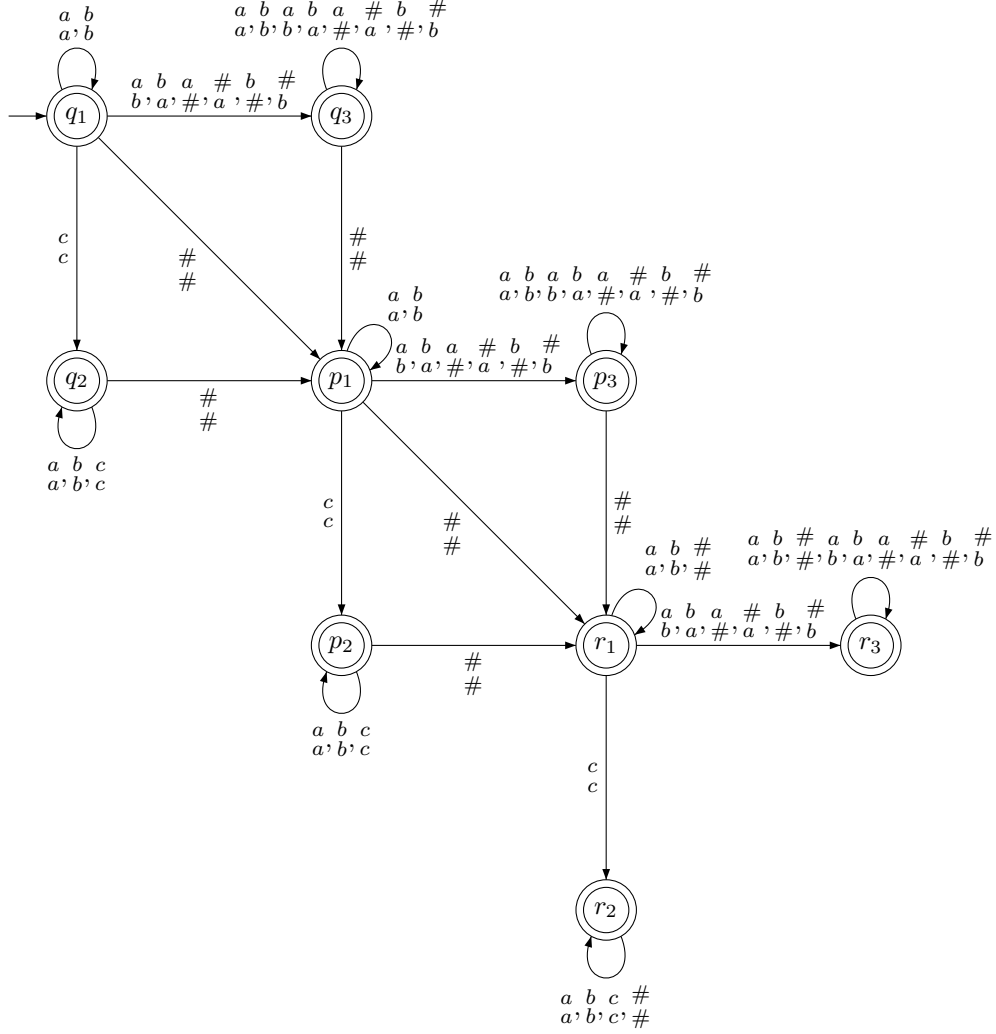 a b
a,b
a b a b a # b #
a,b,b,a,#,a,#,b
q1
a b a # b #
b,a,#,a,#,b
q3
c
c
#
#
#
#
a b
a,b
a b a b a # b #
a,b,b,a,#,a,#,b
q2
#
#
p1
a b a # b #
b,a,#,a,#,b
p3
a b c
a,b,c
c
c
#
#
#
#
a b #
a,b,#
a b # a b a # b #
a,b,#,b,a,#,a,#,b
p2
#
#
r1
a b a # b #
b,a,#,a,#,b
r3
a b c
a,b,c
c
c
r2
a b c #
a,b,c,#